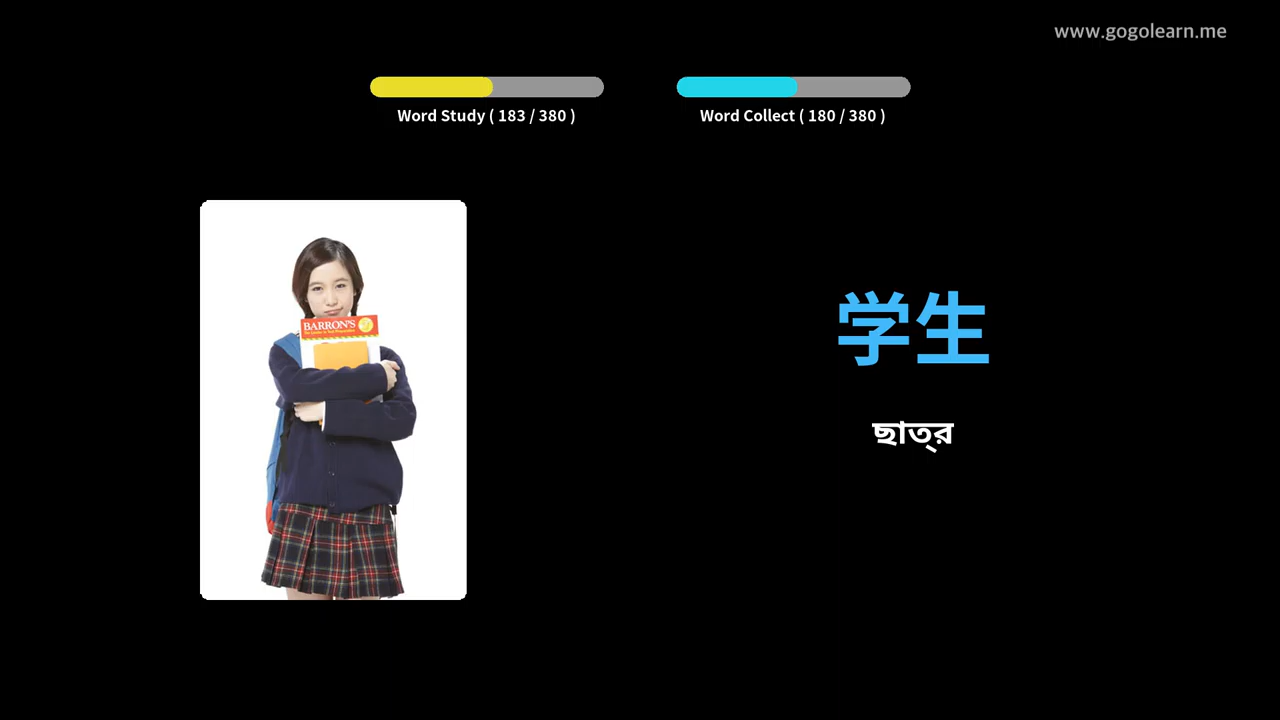 www.gogolearn.me
Word Study ( 183 / 380 )
Word Collect ( 180 / 380 )
BARRON'S
学生
ছাত্র